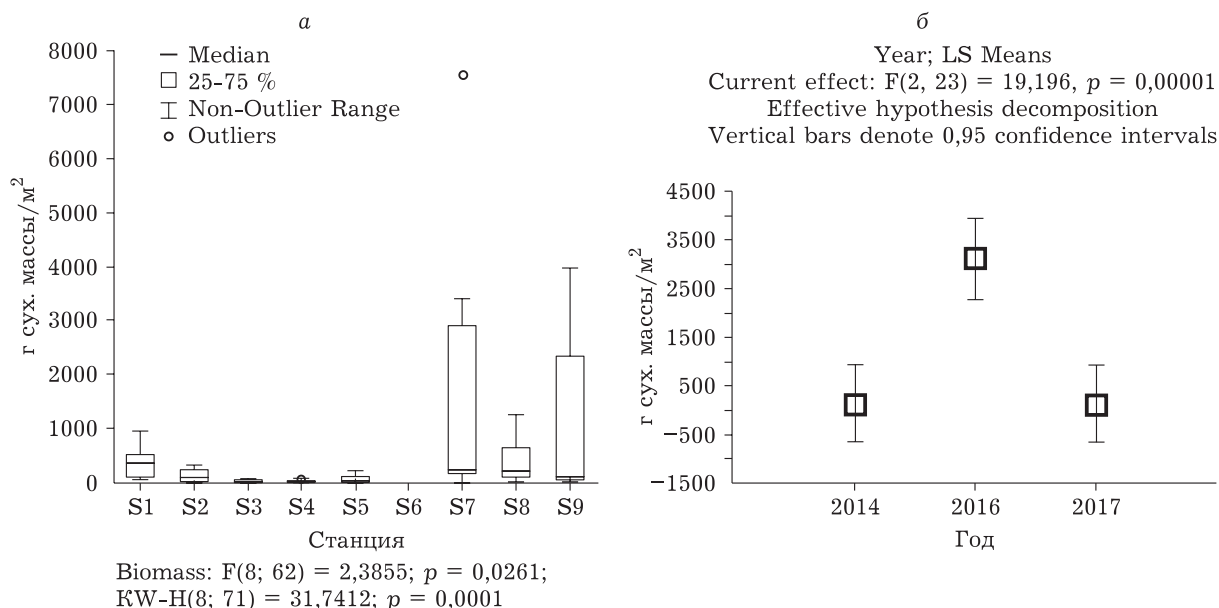 а
Median
25-75 %
Non-Outlier Range
Outliers
8000
7000
6000
5000
4000
3000
2000
1000
0
г сух. массы/м²
S1 S2 S3 S4 S5 S6 S7 S8 S9
Станция
Biomass: F(8; 62) = 2,3855; p = 0,0261;
KW-H(8; 71) = 31,7412; p = 0,0001
б
Year; LS Means
Current effect: F(2, 23) = 19,196, p = 0,00001
Effective hypothesis decomposition
Vertical bars denote 0,95 confidence intervals
4500
3500
2500
1500
500
−500
−1500
г сух. массы/м²
2014 2016 2017
Год